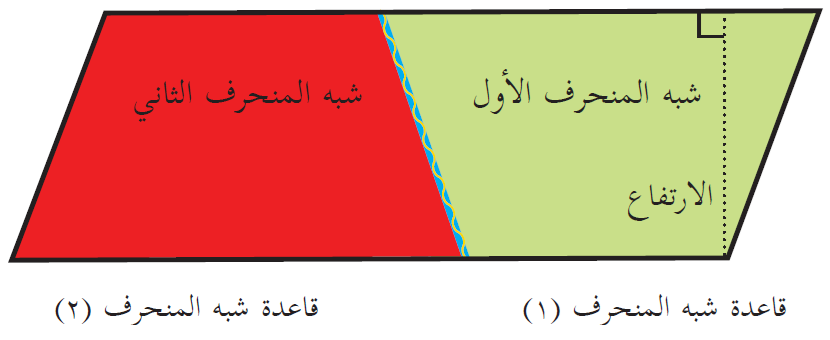 شبه المنحرف الأول
شبه المنحرف الثاني
الارتفاع
قاعدة شبه المنحرف (١)
قاعدة شبه المنحرف (٢)